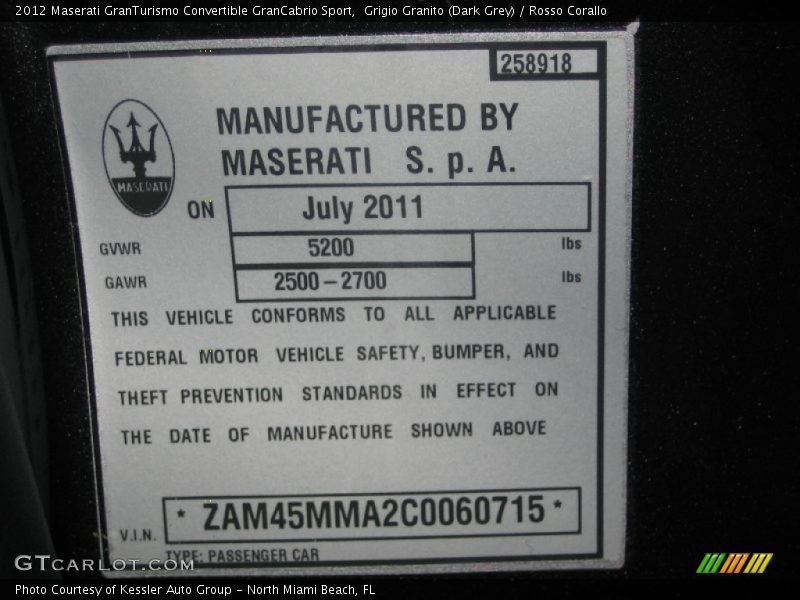 2012 Maserati GranTurismo Convertible GranCabrio Sport,  Grigio Granito (Dark Grey) / Rosso Corallo
258918
MANUFACTURED BY
MASERATI S. p. A.
MASERATI
ON July 2011
GVWR 5200 lbs
GAWR 2500-2700 lbs
THIS VEHICLE CONFORMS TO ALL APPLICABLE
FEDERAL MOTOR VEHICLE SAFETY, BUMPER, AND
THEFT PREVENTION STANDARDS IN EFFECT ON
THE DATE OF MANUFACTURE SHOWN ABOVE
V.I.N. * ZAM45MMA2C0060715 *
TYPE: PASSENGER CAR
GTCARLOT.COM
Photo Courtesy of Kessler Auto Group - North Miami Beach, FL